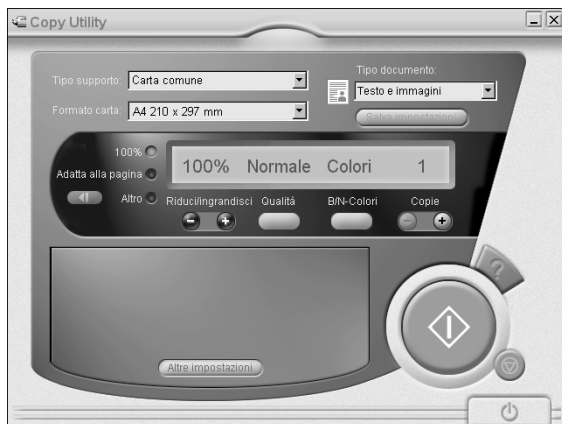 Copy Utility
Tipo supporto: Carta comune
Tipo documento:
Testo e immagini
Formato carta: A4 210 x 297 mm
Salva impostazioni
100%
Adatta alla pagina
Altro
100% Normale Colori 1
Riduci/ingrandisci Qualità B/N-Colori Copie
Altre impostazioni